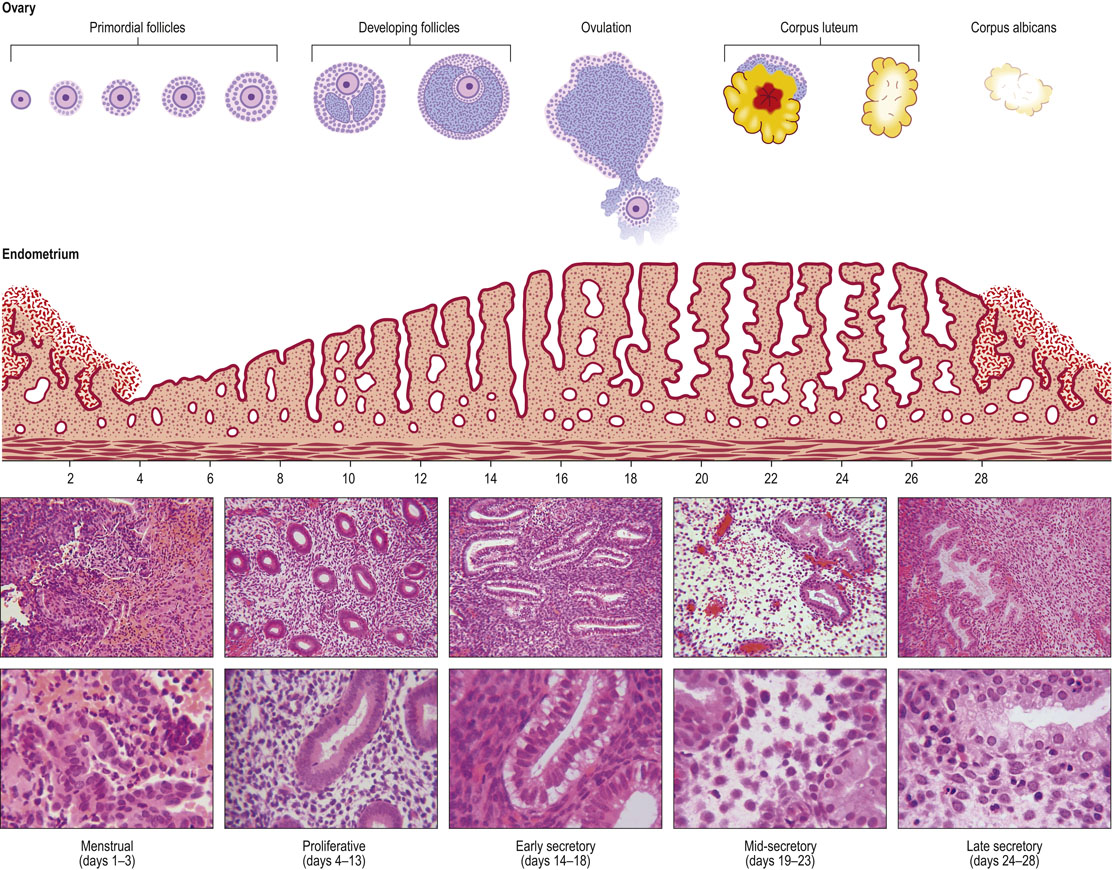 Ovary
Primordial follicles
Developing follicles
Ovulation
Corpus luteum
Corpus albicans
Endometrium
2 4 6 8 10 12 14 16 18 20 22 24 26 28
Menstrual
(days 1–3)
Proliferative
(days 4–13)
Early secretory
(days 14–18)
Mid-secretory
(days 19–23)
Late secretory
(days 24–28)